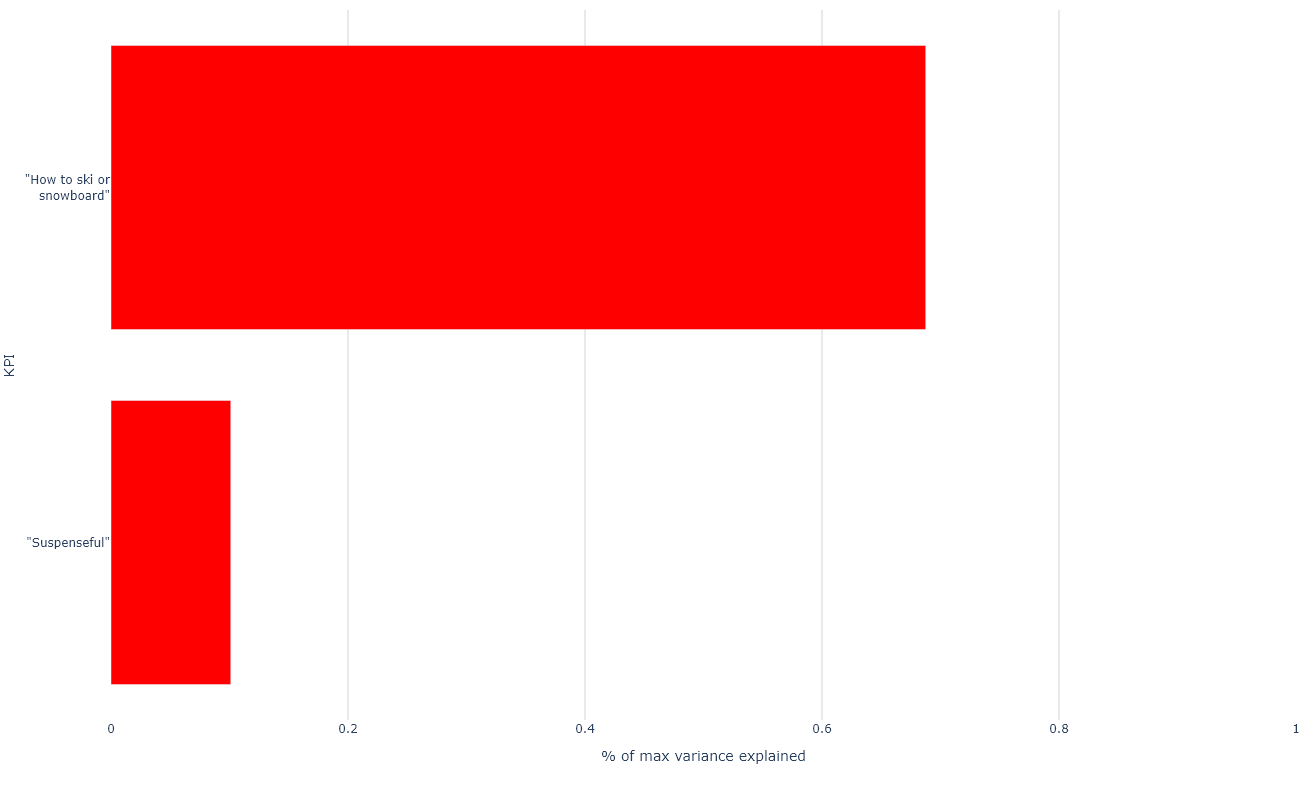 "How to ski or
snowboard"
KPI
"Suspenseful"
0 0.2 0.4 0.6 0.8 1
% of max variance explained